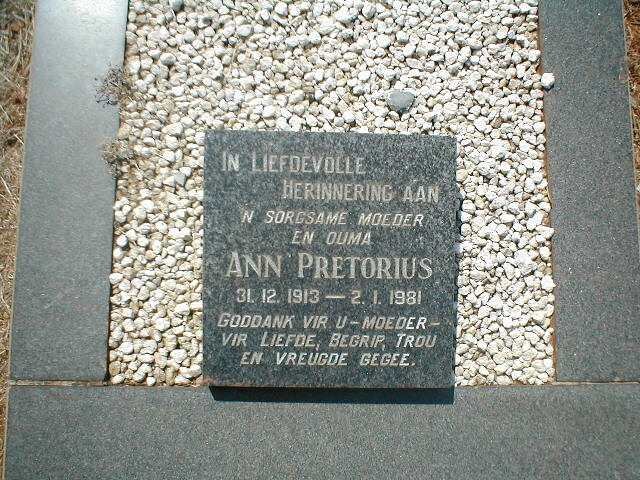 IN LIEFDEVOLLE
HERINNERING AAN
'N SORGSAME MOEDER
EN OUMA
ANN PRETORIUS
31.12.1913 — 2.1.1981
GODDANK VIR U-MOEDER-
VIR LIEFDE, BEGRIP, TROU
EN VREUGDE GEGEE.